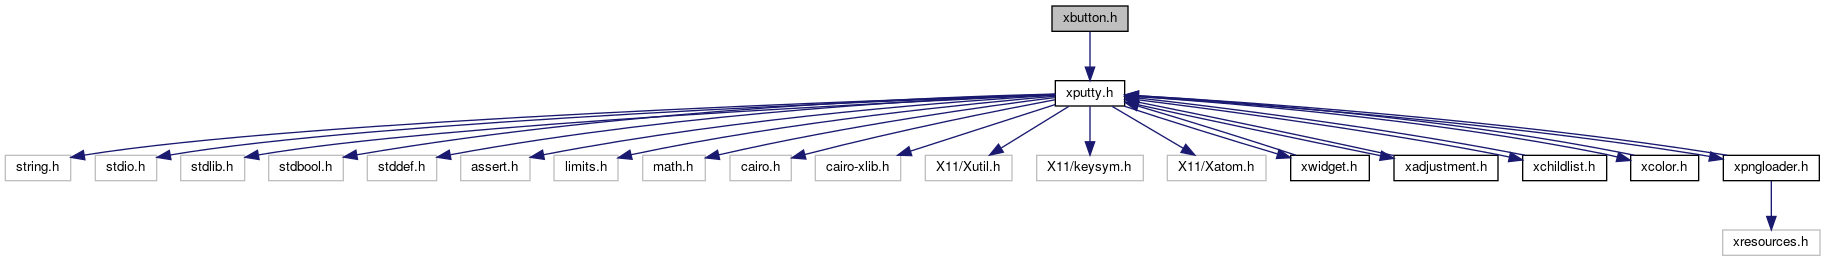 xbutton.h
xputty.h
string.h
stdio.h
stdlib.h
stdbool.h
stddef.h
assert.h
limits.h
math.h
cairo.h
cairo-xlib.h
X11/Xutil.h
X11/keysym.h
X11/Xatom.h
xwidget.h
xadjustment.h
xchildlist.h
xcolor.h
xpngloader.h
xresources.h